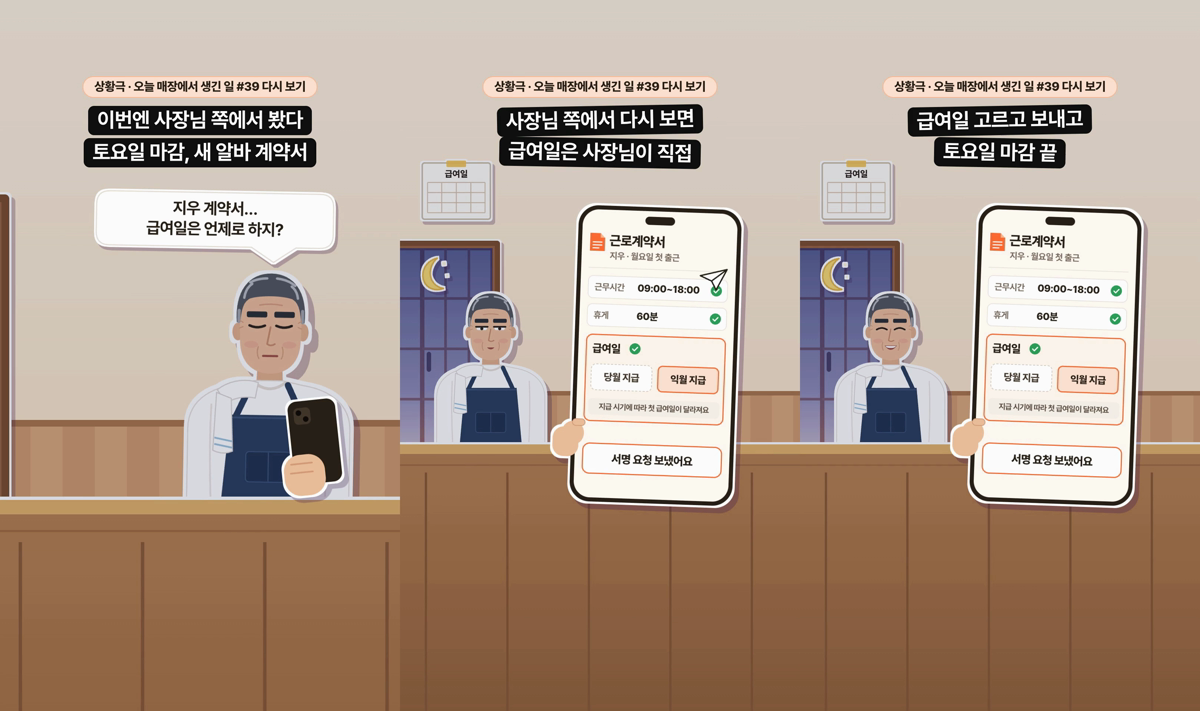 상황극 · 오늘 매장에서 생긴 일 #39 다시 보기
이번엔 사장님 쪽에서 봤다
토요일 마감, 새 알바 계약서
지우 계약서...
급여일은 언제로 하지?
상황극 · 오늘 매장에서 생긴 일 #39 다시 보기
사장님 쪽에서 다시 보면
급여일은 사장님이 직접
급여일
근로계약서
지우 · 월요일 첫 출근
근무시간 09:00~18:00
휴게 60분
급여일
당월 지급 익월 지급
지급 시기에 따라 첫 급여일이 달라져요
서명 요청 보냈어요
상황극 · 오늘 매장에서 생긴 일 #39 다시 보기
급여일 고르고 보내고
토요일 마감 끝
급여일
근로계약서
지우 · 월요일 첫 출근
근무시간 09:00~18:00
휴게 60분
급여일
당월 지급 익월 지급
지급 시기에 따라 첫 급여일이 달라져요
서명 요청 보냈어요